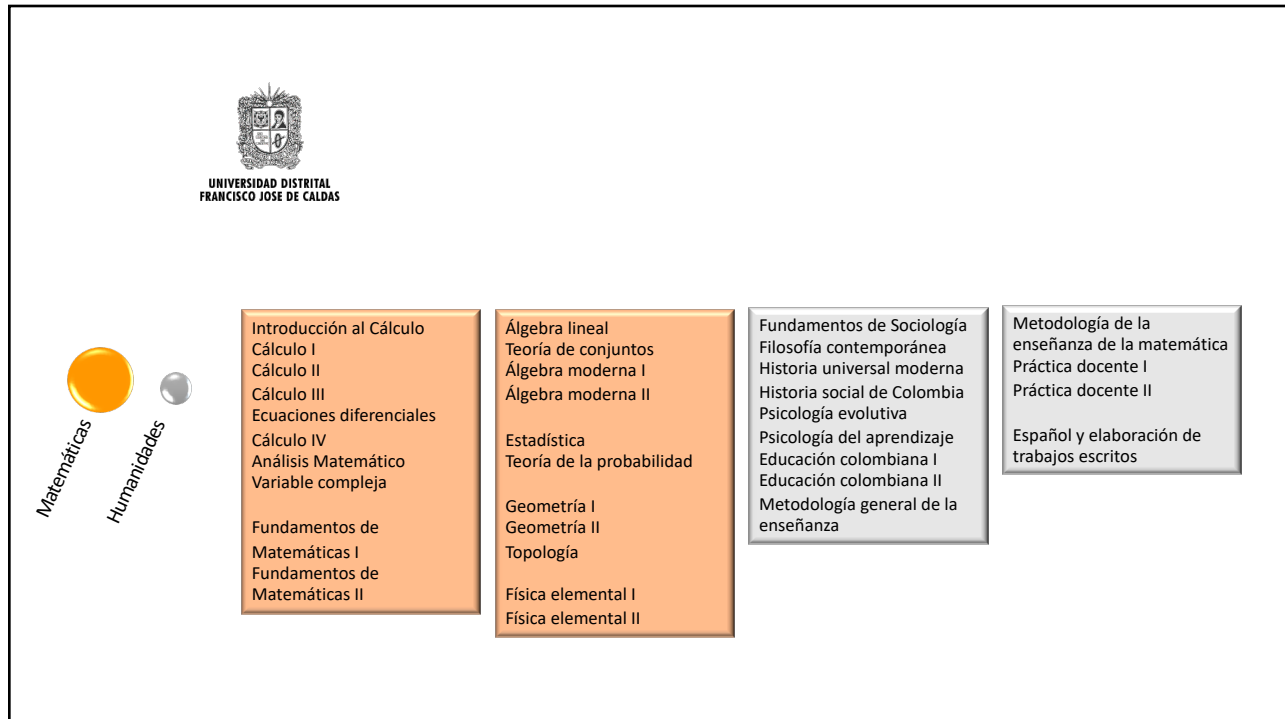 UNIVERSIDAD DISTRITAL
FRANCISCO JOSE DE CALDAS
Matemáticas
Humanidades
Introducción al Cálculo
Cálculo I
Cálculo II
Cálculo III
Ecuaciones diferenciales
Cálculo IV
Análisis Matemático
Variable compleja
Fundamentos de
Matemáticas I
Fundamentos de
Matemáticas II
Álgebra lineal
Teoría de conjuntos
Álgebra moderna I
Álgebra moderna II
Estadística
Teoría de la probabilidad
Geometría I
Geometría II
Topología
Física elemental I
Física elemental II
Fundamentos de Sociología
Filosofía contemporánea
Historia universal moderna
Historia social de Colombia
Psicología evolutiva
Psicología del aprendizaje
Educación colombiana I
Educación colombiana II
Metodología general de la
enseñanza
Metodología de la
enseñanza de la matemática
Práctica docente I
Práctica docente II
Español y elaboración de
trabajos escritos